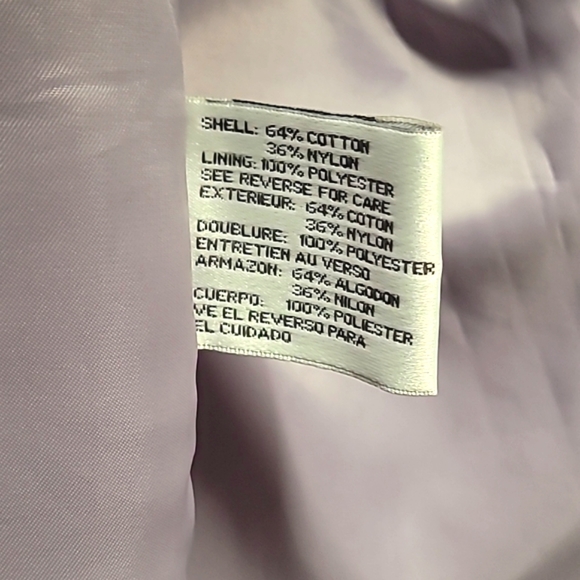 SHELL: 64% COTTON
36% NYLON
LINING: 100% POLYESTER
SEE REVERSE FOR CARE
EXTERIEUR: 64% COTON
36% NYLON
DOUBLURE: 100% POLYESTER
ENTRETIEN AU VERSO
ARMAZON: 64% ALGODON
36% NILON
CUERPO: 100% POLIESTER
VE EL REVERSO PARA
EL CUIDADO